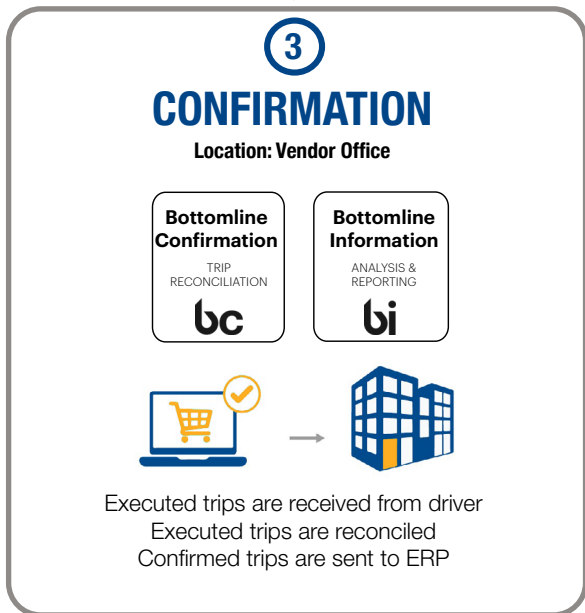 3
CONFIRMATION
Location: Vendor Office
Bottomline
Confirmation
TRIP
RECONCILIATION
bc
Bottomline
Information
ANALYSIS &
REPORTING
bi
Executed trips are received from driver
Executed trips are reconciled
Confirmed trips are sent to ERP